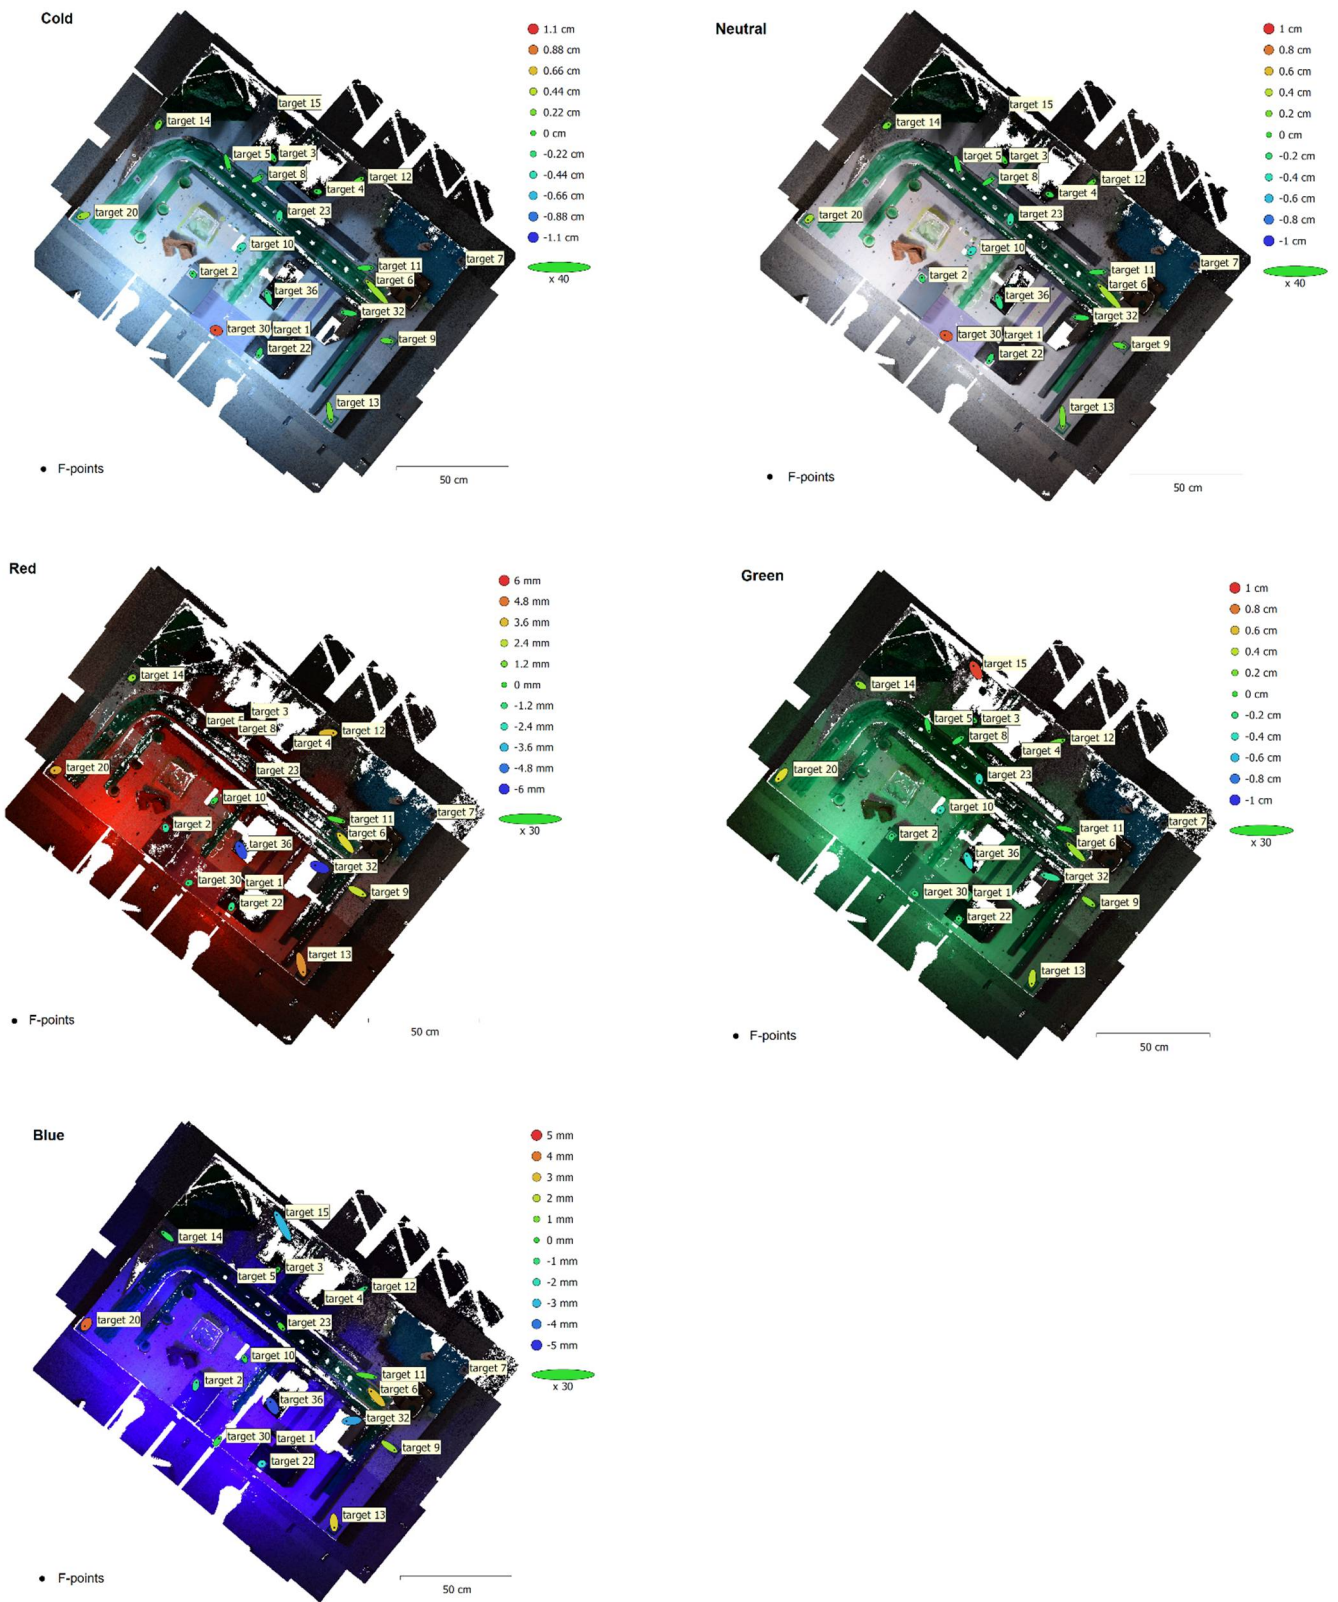 Cold
1.1 cm
0.88 cm
0.66 cm
0.44 cm
0.22 cm
0 cm
-0.22 cm
-0.44 cm
-0.66 cm
-0.88 cm
-1.1 cm
x 40
target 15
target 14
target 5
target 3
target 8
target 12
target 4
target 20
target 23
target 10
target 7
target 2
target 11
target 6
target 36
target 32
target 30
target 1
target 9
target 22
target 13
F-points
50 cm
Neutral
1 cm
0.8 cm
0.6 cm
0.4 cm
0.2 cm
0 cm
-0.2 cm
-0.4 cm
-0.6 cm
-0.8 cm
-1 cm
x 40
target 15
target 14
target 5
target 3
target 8
target 12
target 4
target 20
target 23
target 10
target 7
target 2
target 11
target 6
target 36
target 32
target 30
target 1
target 9
target 22
target 13
F-points
50 cm
Red
6 mm
4.8 mm
3.6 mm
2.4 mm
1.2 mm
0 mm
-1.2 mm
-2.4 mm
-3.6 mm
-4.8 mm
-6 mm
x 30
target 14
target 3
target 8
target 12
target 4
target 20
target 23
target 10
target 7
target 2
target 11
target 6
target 36
target 32
target 30
target 1
target 9
target 22
target 13
F-points
50 cm
Green
1 cm
0.8 cm
0.6 cm
0.4 cm
0.2 cm
0 cm
-0.2 cm
-0.4 cm
-0.6 cm
-0.8 cm
-1 cm
x 30
target 15
target 14
target 5
target 3
target 8
target 12
target 4
target 20
target 23
target 10
target 7
target 2
target 11
target 6
target 36
target 32
target 30
target 1
target 9
target 22
target 13
F-points
50 cm
Blue
5 mm
4 mm
3 mm
2 mm
1 mm
0 mm
-1 mm
-2 mm
-3 mm
-4 mm
-5 mm
x 30
target 15
target 14
target 5
target 3
target 12
target 4
target 20
target 23
target 10
target 7
target 2
target 11
target 6
target 36
target 32
target 30
target 1
target 9
target 22
target 13
F-points
50 cm